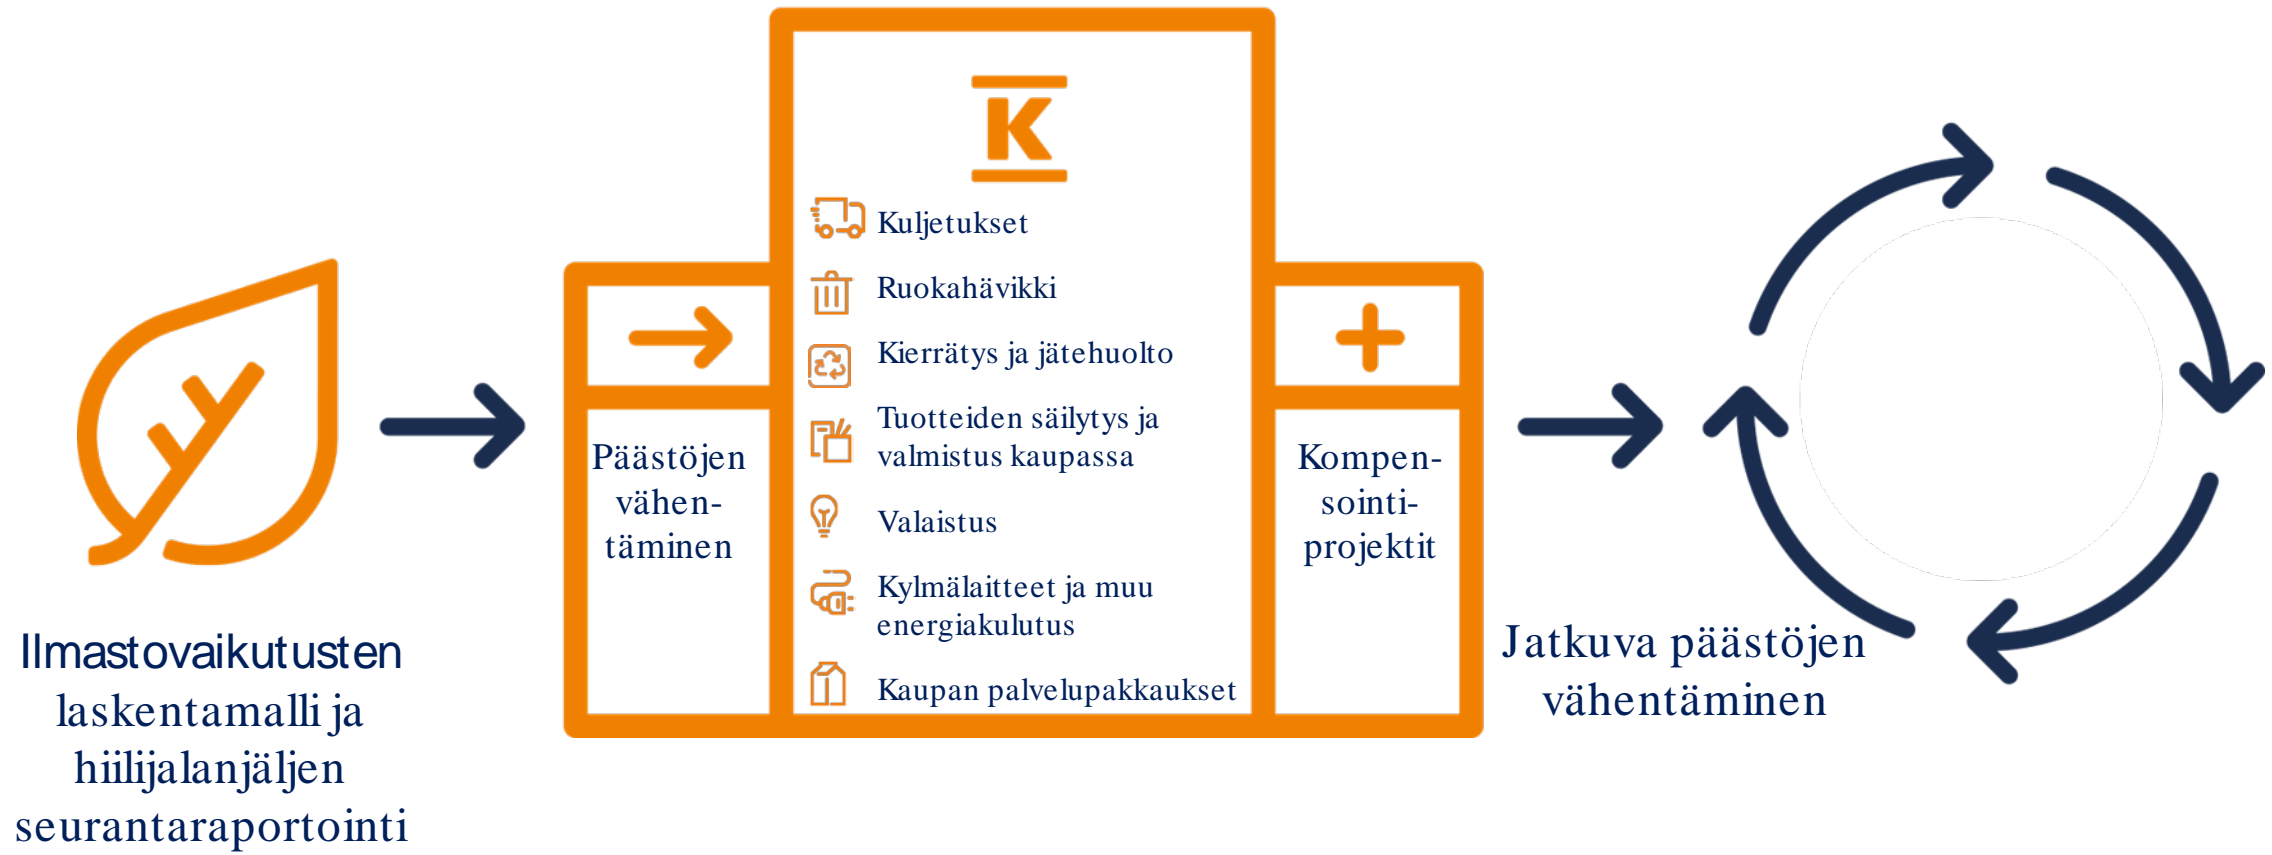 Ilmastovaikutusten
laskentamalli ja
hiilijalanjäljen
seurantaraportointi
Päästöjen
vähen-
täminen
K
Kuljetukset
Ruokahävikki
Kierrätys ja jätehuolto
Tuotteiden säilytys ja
valmistus kaupassa
Valaistus
Kylmälaitteet ja muu
energiakulutus
Kaupan palvelupakkaukset
Kompen-
sointi-
projektit
Jatkuva päästöjen
vähentäminen